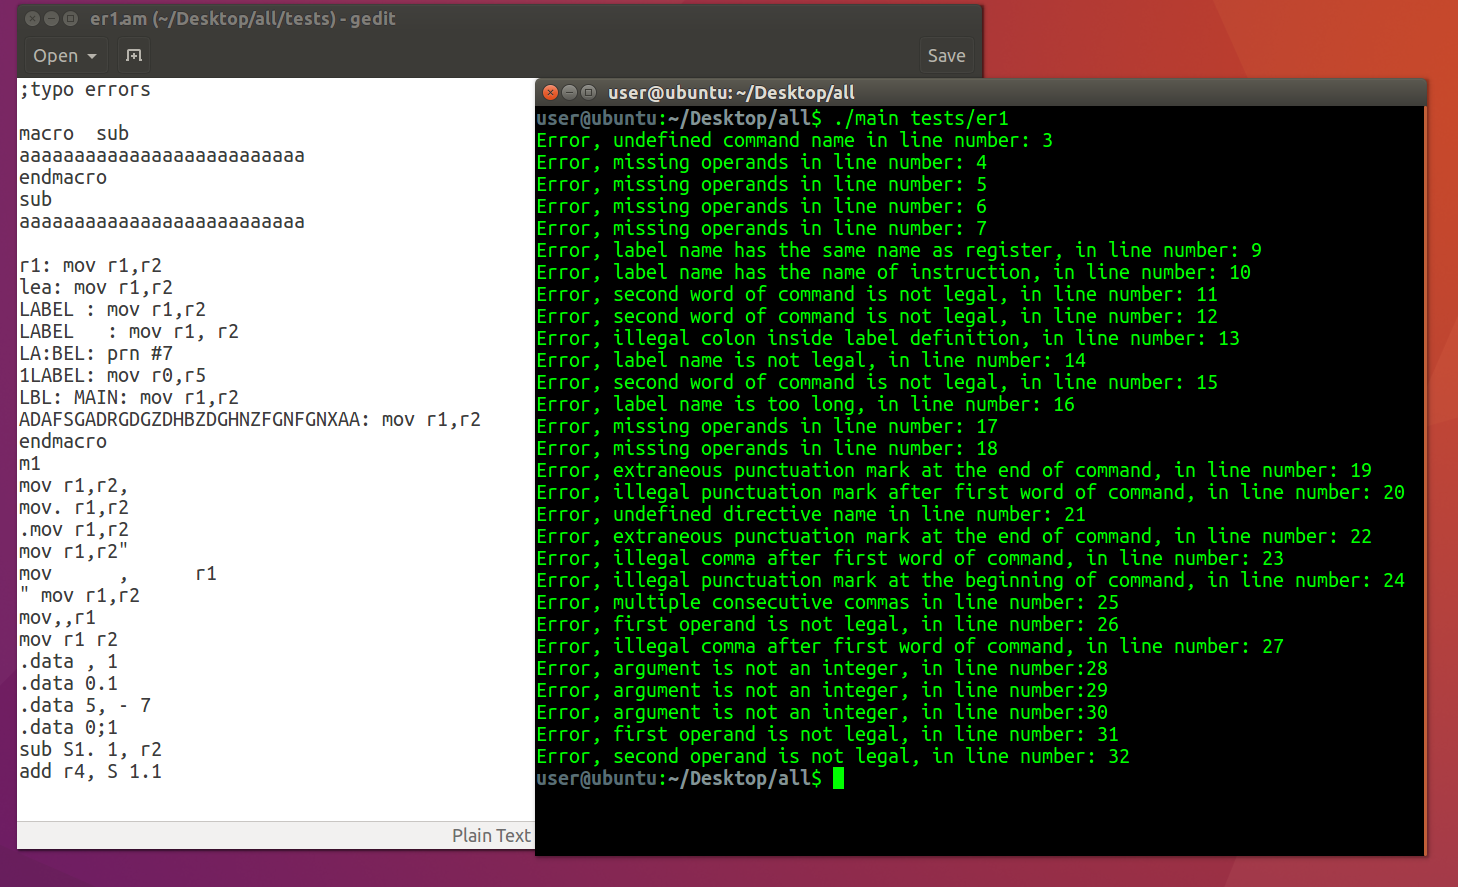 er1.am (~/Desktop/all/tests) - gedit
Open
Save
;typo errors
macro  sub
aaaaaaaaaaaaaaaaaaaaaaaaaa
endmacro
sub
aaaaaaaaaaaaaaaaaaaaaaaaaa
r1: mov r1,r2
lea: mov r1,r2
LABEL : mov r1,r2
LABEL   : mov r1, r2
LA:BEL: prn #7
1LABEL: mov r0,r5
LBL: MAIN: mov r1,r2
ADAFSGADRGDGZDHBZDGHNZFGNFGNXAA: mov r1,r2
endmacro
m1
mov r1,r2,
mov. r1,r2
.mov r1,r2
mov r1,r2"
mov      ,      r1
" mov r1,r2
mov,,r1
mov r1 r2
.data , 1
.data 0.1
.data 5, - 7
.data 0;1
sub S1. 1, r2
add r4, S 1.1
Plain Text
user@ubuntu: ~/Desktop/all
user@ubuntu:~/Desktop/all$ ./main tests/er1
Error, undefined command name in line number: 3
Error, missing operands in line number: 4
Error, missing operands in line number: 5
Error, missing operands in line number: 6
Error, missing operands in line number: 7
Error, label name has the same name as register, in line number: 9
Error, label name has the name of instruction, in line number: 10
Error, second word of command is not legal, in line number: 11
Error, second word of command is not legal, in line number: 12
Error, illegal colon inside label definition, in line number: 13
Error, label name is not legal, in line number: 14
Error, second word of command is not legal, in line number: 15
Error, label name is too long, in line number: 16
Error, missing operands in line number: 17
Error, missing operands in line number: 18
Error, extraneous punctuation mark at the end of command, in line number: 19
Error, illegal punctuation mark after first word of command, in line number: 20
Error, undefined directive name in line number: 21
Error, extraneous punctuation mark at the end of command, in line number: 22
Error, illegal comma after first word of command, in line number: 23
Error, illegal punctuation mark at the beginning of command, in line number: 24
Error, multiple consecutive commas in line number: 25
Error, first operand is not legal, in line number: 26
Error, illegal comma after first word of command, in line number: 27
Error, argument is not an integer, in line number:28
Error, argument is not an integer, in line number:29
Error, argument is not an integer, in line number:30
Error, first operand is not legal, in line number: 31
Error, second operand is not legal, in line number: 32
user@ubuntu:~/Desktop/all$